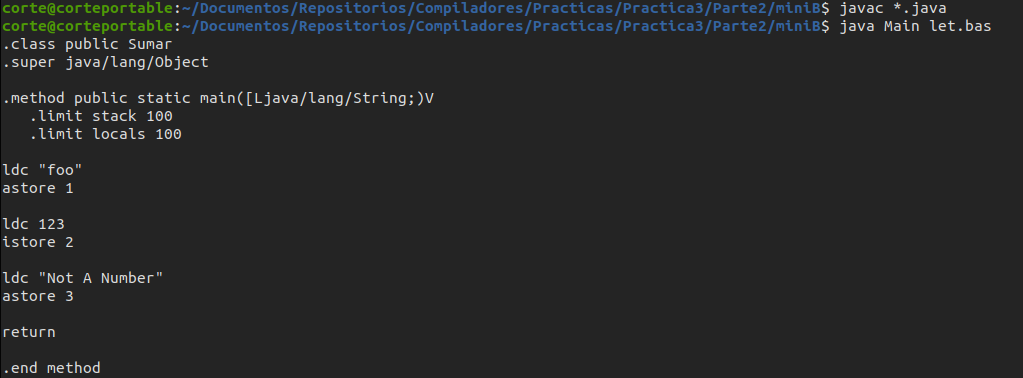 corte@corteportable:~/Documentos/Repositorios/Compiladores/Practicas/Practica3/Parte2/miniB$ javac *.java
corte@corteportable:~/Documentos/Repositorios/Compiladores/Practicas/Practica3/Parte2/miniB$ java Main let.bas
.class public Sumar
.super java/lang/Object
.method public static main([Ljava/lang/String;)V
.limit stack 100
.limit locals 100
ldc "foo"
astore 1
ldc 123
istore 2
ldc "Not A Number"
astore 3
return
.end method